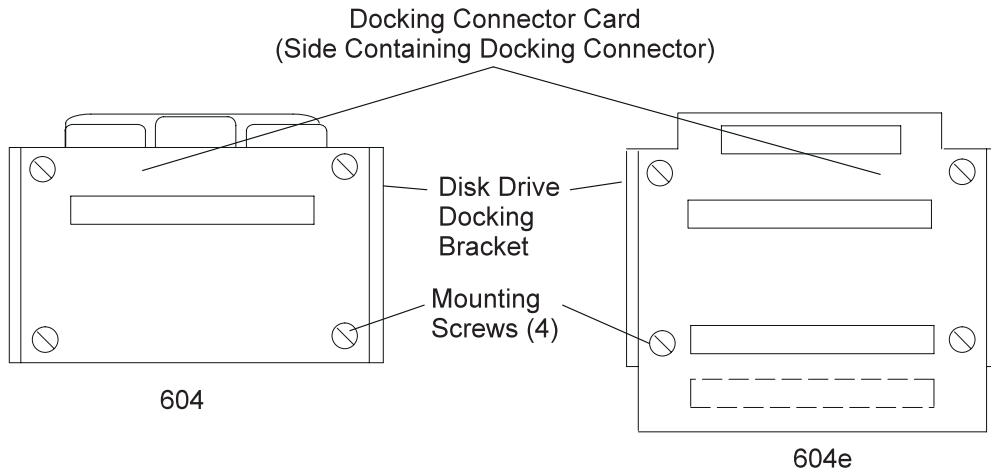 Docking Connector Card
(Side Containing Docking Connector)
Disk Drive
Docking
Bracket
Mounting
Screws (4)
604
604e